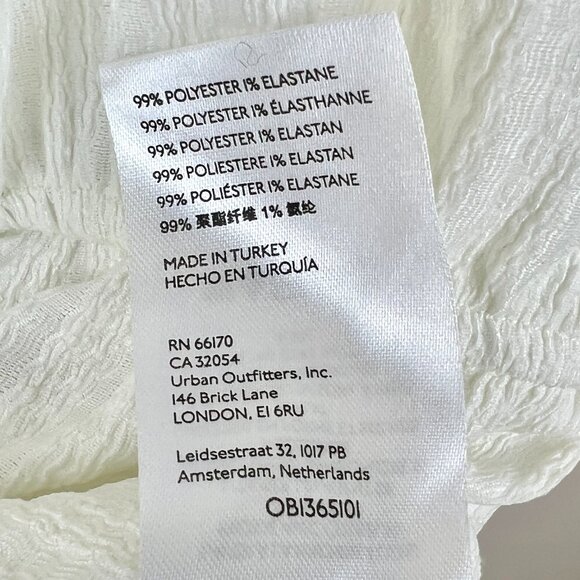 99% POLYESTER 1% ELASTANE
99% POLYESTER 1% ÉLASTHANNE
99% POLYESTER 1% ELASTAN
99% POLIESTERE 1% ELASTAN
99% POLIÉSTER 1% ELASTANE
99% 聚酯纤维 1% 氨纶
MADE IN TURKEY
HECHO EN TURQUÍA
RN 66170
CA 32054
Urban Outfitters, Inc.
146 Brick Lane
LONDON, E1 6RU
Leidsestraat 32, 1017 PB
Amsterdam, Netherlands
OB1365101